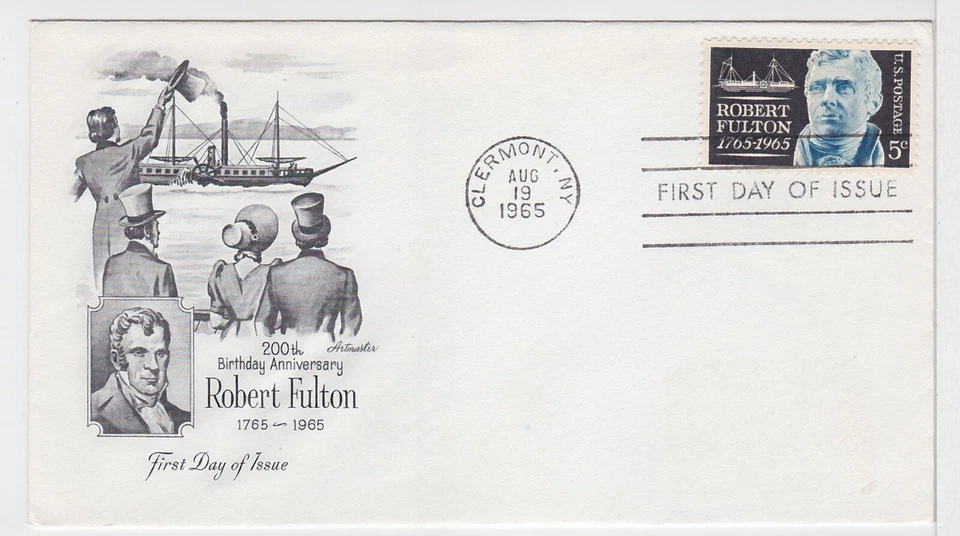 200th
Artmaster
Birthday Anniversary
Robert Fulton
1765 ~ 1965
First Day of Issue
CLERMONT, NY
AUG
19
1965
ROBERT
FULTON
1765-1965
U.S. POSTAGE
5c
FIRST DAY OF ISSUE